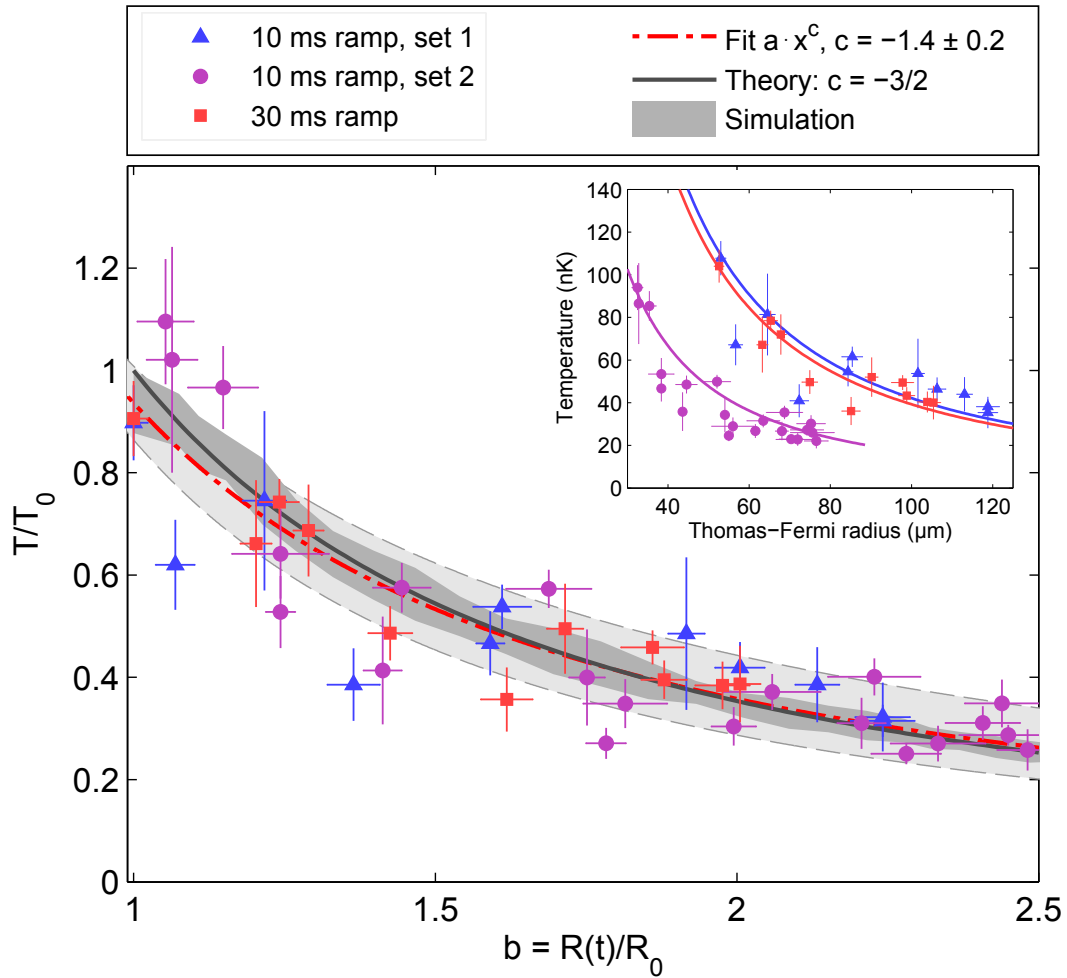 10 ms ramp, set 1
10 ms ramp, set 2
30 ms ramp
Fit a · x^c, c = −1.4 ± 0.2
Theory: c = −3/2
Simulation
T/T_0
1.2
1
0.8
0.6
0.4
0.2
0
1
1.5
2
2.5
b = R(t)/R_0
Temperature (nK)
140
120
100
80
60
40
20
0
40
60
80
100
120
Thomas−Fermi radius (μm)